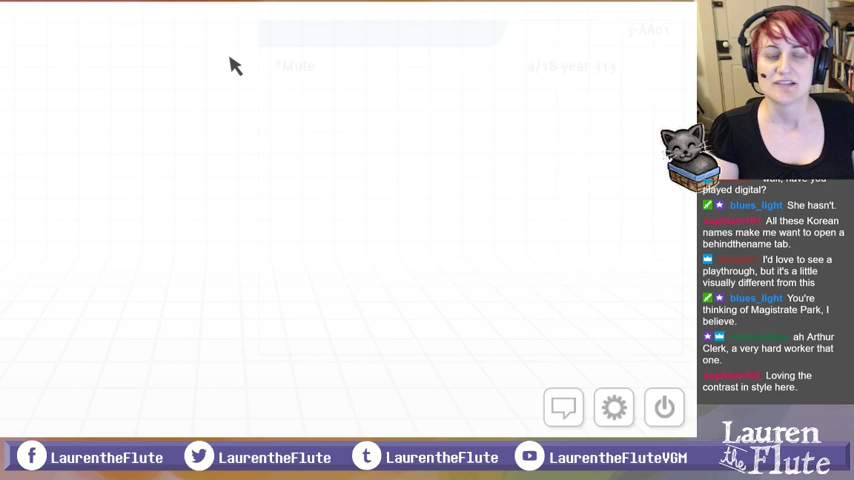 5-AA01
*Mute
4/16 year 313
played digital?
blues_light She hasn't.
All these Korean
names make me want to open a
behindthename tab.
I'd love to see a
playthrough, but it's a little
visually different from this
blues_light You're
thinking of Magistrate Park, I
believe.
ah Arthur
Clerk, a very hard worker that
one.
Loving the
contrast in style here.
Lauren
the Flute
LaurentheFlute
LaurentheFlute
LaurentheFlute
LaurentheFluteVGM